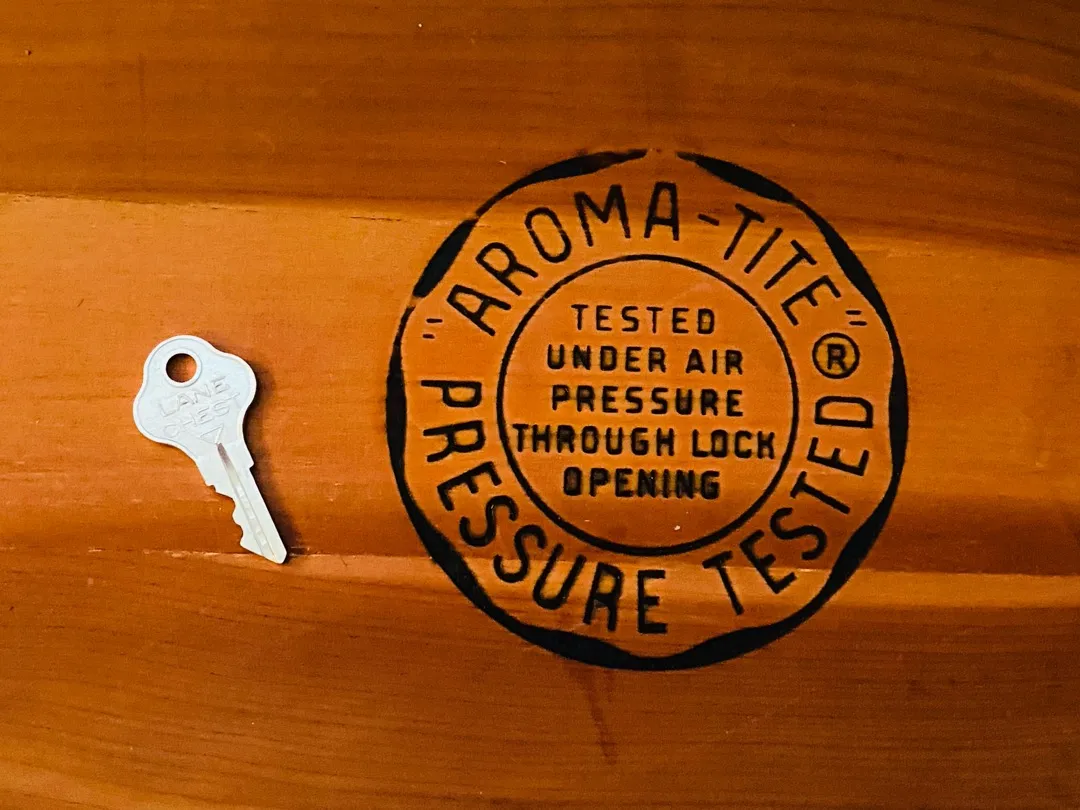 LANE
CHEST
"AROMA-TITE"®
TESTED
UNDER AIR
PRESSURE
THROUGH LOCK
OPENING
PRESSURE TESTED